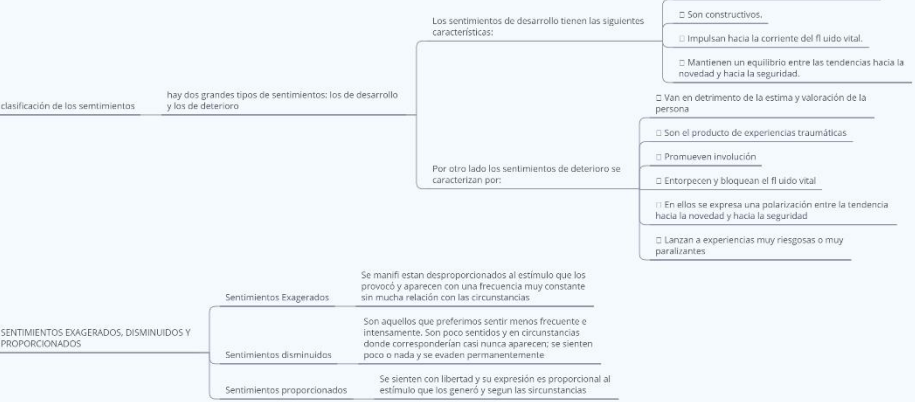 clasificación de los semtimientos
hay dos grandes tipos de sentimientos: los de desarrollo
y los de deterioro
Los sentimientos de desarrollo tienen las siguientes
características:
Son constructivos.
Impulsan hacia la corriente del fl uido vital.
Mantienen un equilibrio entre las tendencias hacia la
novedad y hacia la seguridad.
Por otro lado los sentimientos de deterioro se
caracterizan por:
Van en detrimento de la estima y valoración de la
persona
Son el producto de experiencias traumáticas
Promueven involución
Entorpecen y bloquean el fl uido vital
En ellos se expresa una polarización entre la tendencia
hacia la novedad y hacia la seguridad
Lanzan a experiencias muy riesgosas o muy
paralizantes
SENTIMIENTOS EXAGERADOS, DISMINUIDOS Y
PROPORCIONADOS
Sentimientos Exagerados
Se manifi estan desproporcionados al estímulo que los
provocó y aparecen con una frecuencia muy constante
sin mucha relación con las circunstancias
Sentimientos disminuidos
Son aquellos que preferimos sentir menos frecuente e
intensamente. Son poco sentidos y en circunstancias
donde corresponderían casi nunca aparecen; se sienten
poco o nada y se evaden permanentemente
Sentimientos proporcionados
Se sienten con libertad y su expresión es proporcional al
estímulo que los generó y segun las sircunstancias